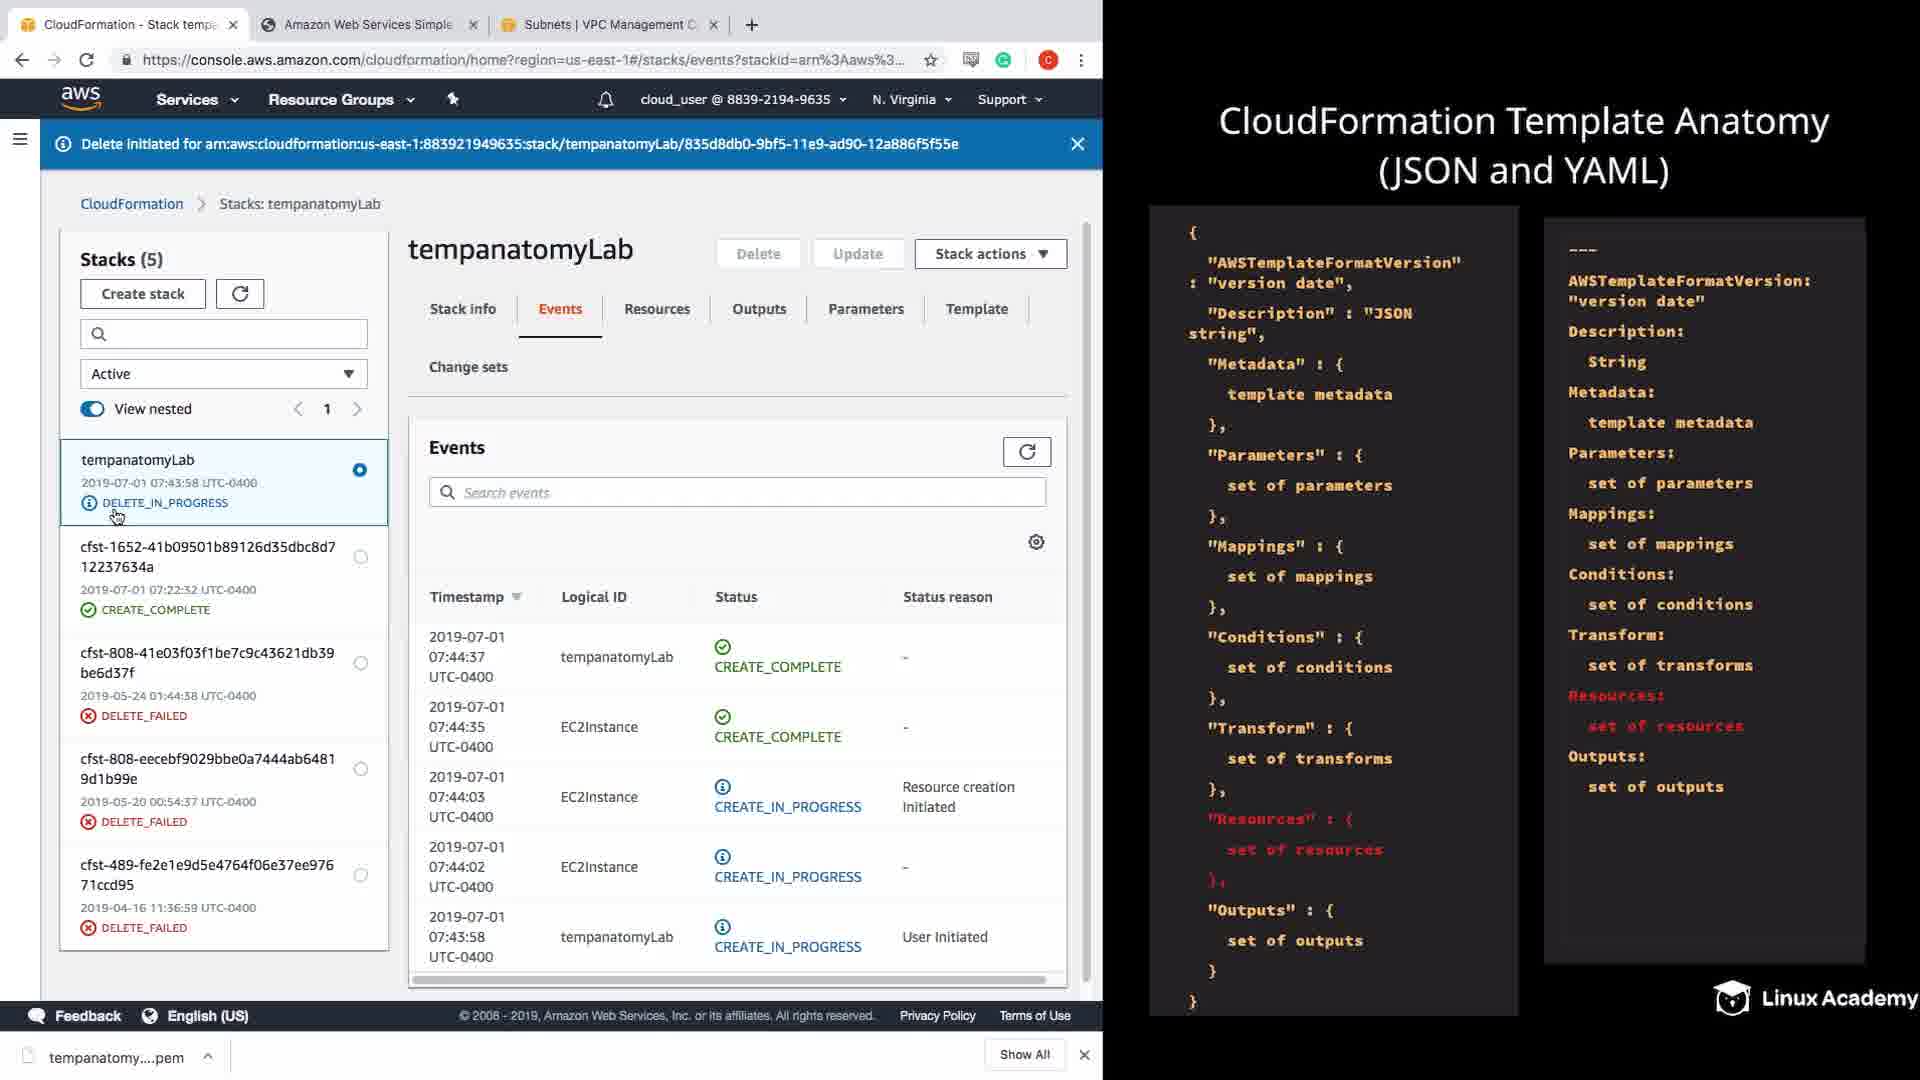 CloudFormation - Stack tempa
Amazon Web Services Simple
Subnets | VPC Management C
https://console.aws.amazon.com/cloudformation/home?region=us-east-1#/stacks/events?stackid=arn%3Aaws%3...
C
aws
Services
Resource Groups
cloud_user @ 8839-2194-9635
N. Virginia
Support
Delete initiated for arn:aws:cloudformation:us-east-1:883921949635:stack/tempanatomyLab/835d8db0-9bf5-11e9-ad90-12a886f5f55e
CloudFormation
Stacks: tempanatomyLab
Stacks (5)
Create stack
Active
View nested
1
tempanatomyLab
2019-07-01 07:43:58 UTC-0400
DELETE_IN_PROGRESS
cfst-1652-41b09501b89126d35dbc8d7
12237634a
2019-07-01 07:22:32 UTC-0400
CREATE_COMPLETE
cfst-808-41e03f03f1be7c9c43621db39
be6d37f
2019-05-24 01:44:38 UTC-0400
DELETE_FAILED
cfst-808-eecebf9029bbe0a7444ab6481
9d1b99e
2019-05-20 00:54:37 UTC-0400
DELETE_FAILED
cfst-489-fe2e1e9d5e4764f06e37ee976
71ccd95
2019-04-16 11:36:59 UTC-0400
DELETE_FAILED
tempanatomyLab
Delete
Update
Stack actions
Stack info
Events
Resources
Outputs
Parameters
Template
Change sets
Events
Search events
Timestamp
Logical ID
Status
Status reason
2019-07-01
07:44:37
UTC-0400
tempanatomyLab
CREATE_COMPLETE
-
2019-07-01
07:44:35
UTC-0400
EC2Instance
CREATE_COMPLETE
-
2019-07-01
07:44:03
UTC-0400
EC2Instance
CREATE_IN_PROGRESS
Resource creation
Initiated
2019-07-01
07:44:02
UTC-0400
EC2Instance
CREATE_IN_PROGRESS
-
2019-07-01
07:43:58
UTC-0400
tempanatomyLab
CREATE_IN_PROGRESS
User Initiated
Feedback
English (US)
© 2008 - 2019, Amazon Web Services, Inc. or its affiliates. All rights reserved.
Privacy Policy
Terms of Use
tempanatomy....pem
Show All
CloudFormation Template Anatomy
(JSON and YAML)
{
"AWSTemplateFormatVersion"
: "version date",
"Description" : "JSON
string",
"Metadata" : {
template metadata
},
"Parameters" : {
set of parameters
},
"Mappings" : {
set of mappings
},
"Conditions" : {
set of conditions
},
"Transform" : {
set of transforms
},
"Resources" : {
set of resources
},
"Outputs" : {
set of outputs
}
}
---
AWSTemplateFormatVersion:
"version date"
Description:
String
Metadata:
template metadata
Parameters:
set of parameters
Mappings:
set of mappings
Conditions:
set of conditions
Transform:
set of transforms
Resources:
set of resources
Outputs:
set of outputs
Linux Academy